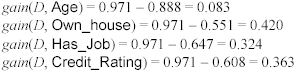 gain(D, Age) = 0.971 – 0.888 = 0.083
gain(D, Own_house) = 0.971 – 0.551 = 0.420
gain(D, Has_Job) = 0.971 – 0.647 = 0.324
gain(D, Credit_Rating) = 0.971 – 0.608 = 0.363